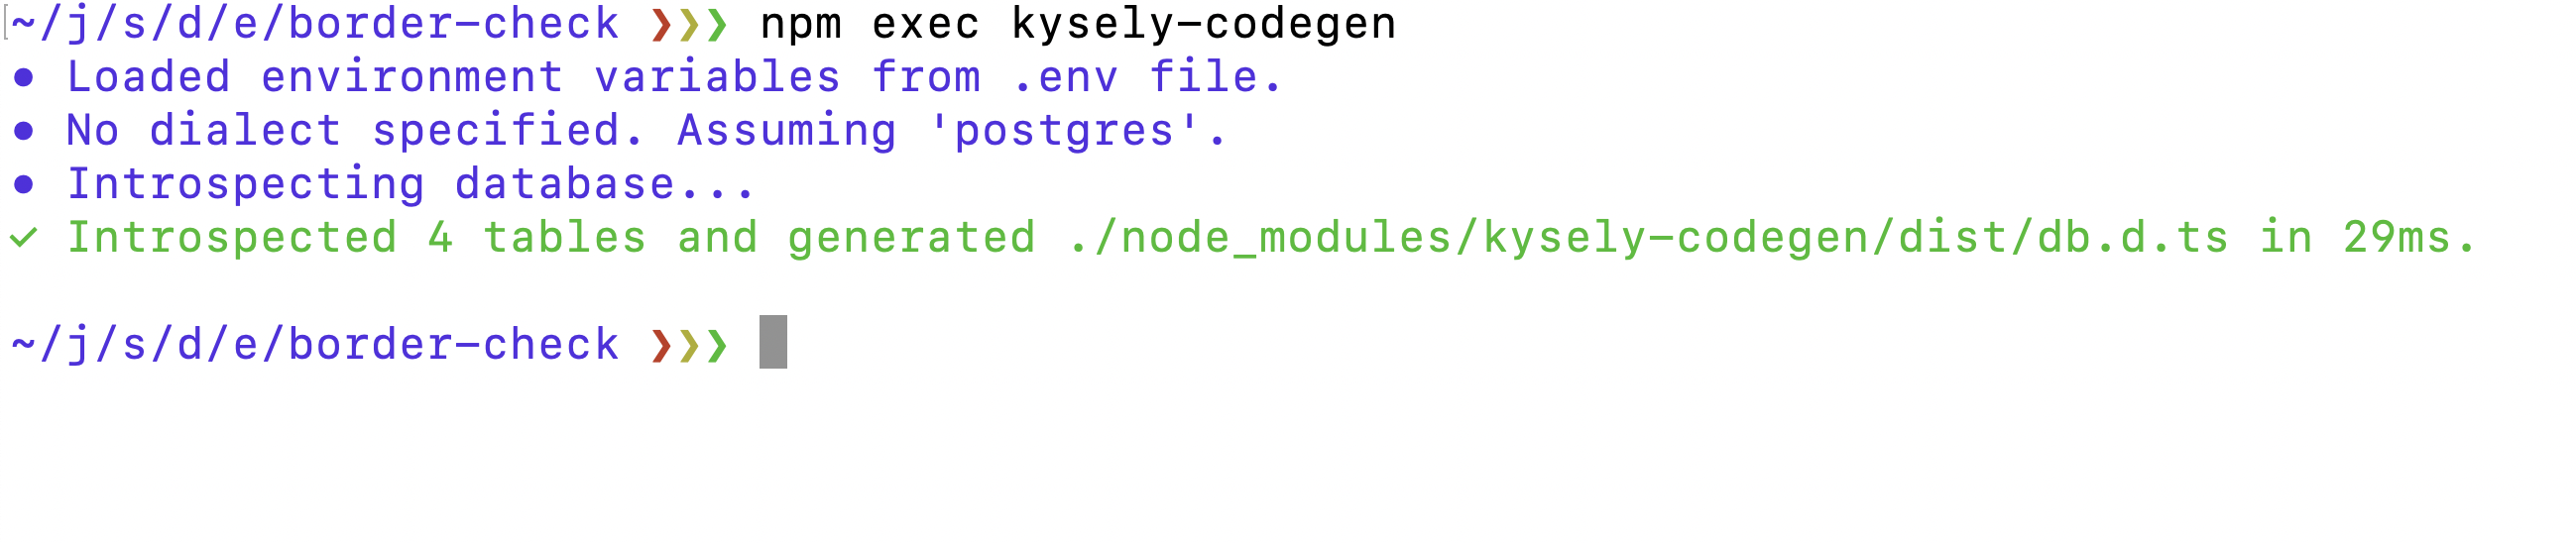 ~/j/s/d/e/border-check ❯❯❯ npm exec kysely-codegen
• Loaded environment variables from .env file.
• No dialect specified. Assuming 'postgres'.
• Introspecting database...
✓ Introspected 4 tables and generated ./node_modules/kysely-codegen/dist/db.d.ts in 29ms.
~/j/s/d/e/border-check ❯❯❯